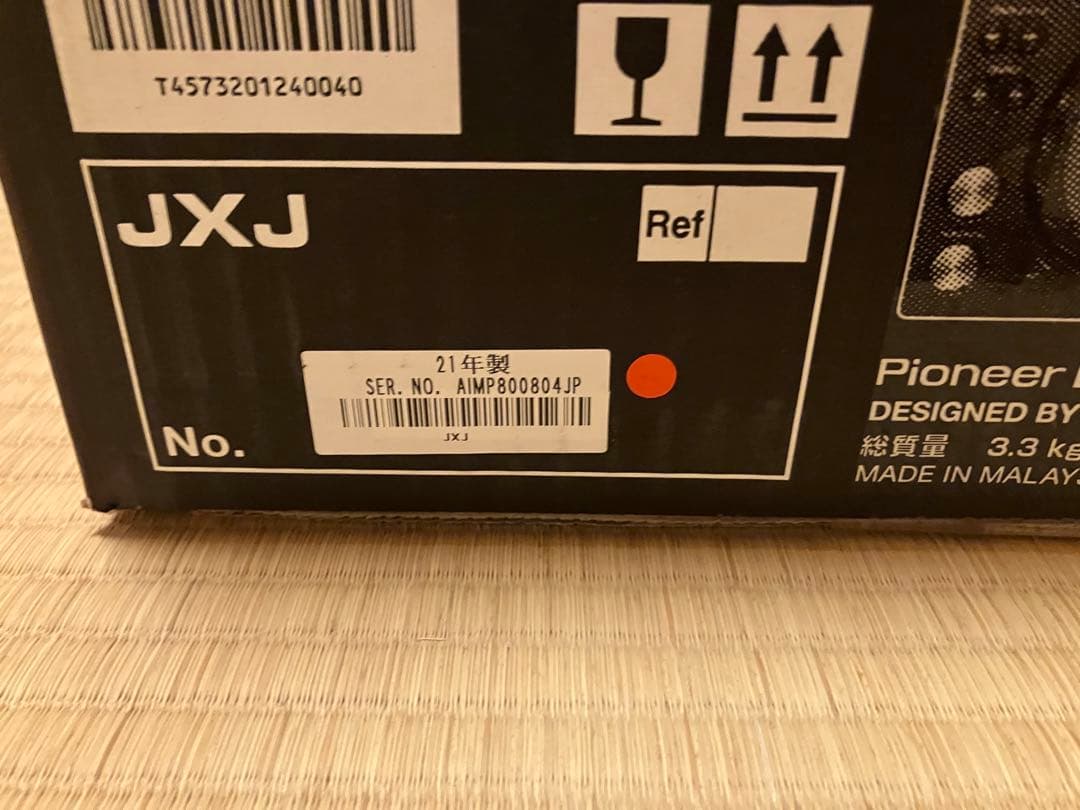 T4573201240040
JXJ
Ref
21年製
SER. NO. AIMP800804JP
JXJ
No.
Pioneer
DESIGNED BY
総質量 3.3 kg
MADE IN